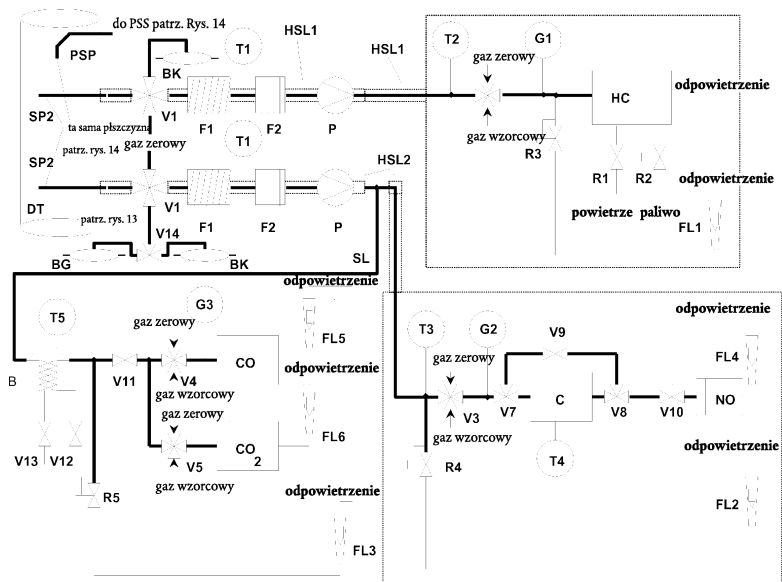 do PSS patrz. Rys. 14
PSP
BK
T1
HSL1
HSL1
T2
G1
gaz zerowy
HC
odpowietrzenie
SP2
V1
F1
F2
P
ta sama płszczyzna
patrz. rys. 14
gaz zerowy
T1
gaz wzorcowy
R3
SP2
HSL2
R1
R2
odpowietrzenie
DT
patrz. rys. 13
V1
F1
F2
P
powietrze paliwo
FL1
V14
BG
BK
SL
odpowietrzenie
T5
G3
gaz zerowy
FL5
T3
G2
V9
odpowietrzenie
FL4
B
V11
V4
CO
odpowietrzenie
gaz zerowy
gaz wzorcowy
gaz zerowy
V3
V7
C
V8
V10
NO
gaz wzorcowy
V13
V12
V5
CO2
FL6
R4
T4
odpowietrzenie
gaz wzorcowy
R5
odpowietrzenie
FL2
FL3